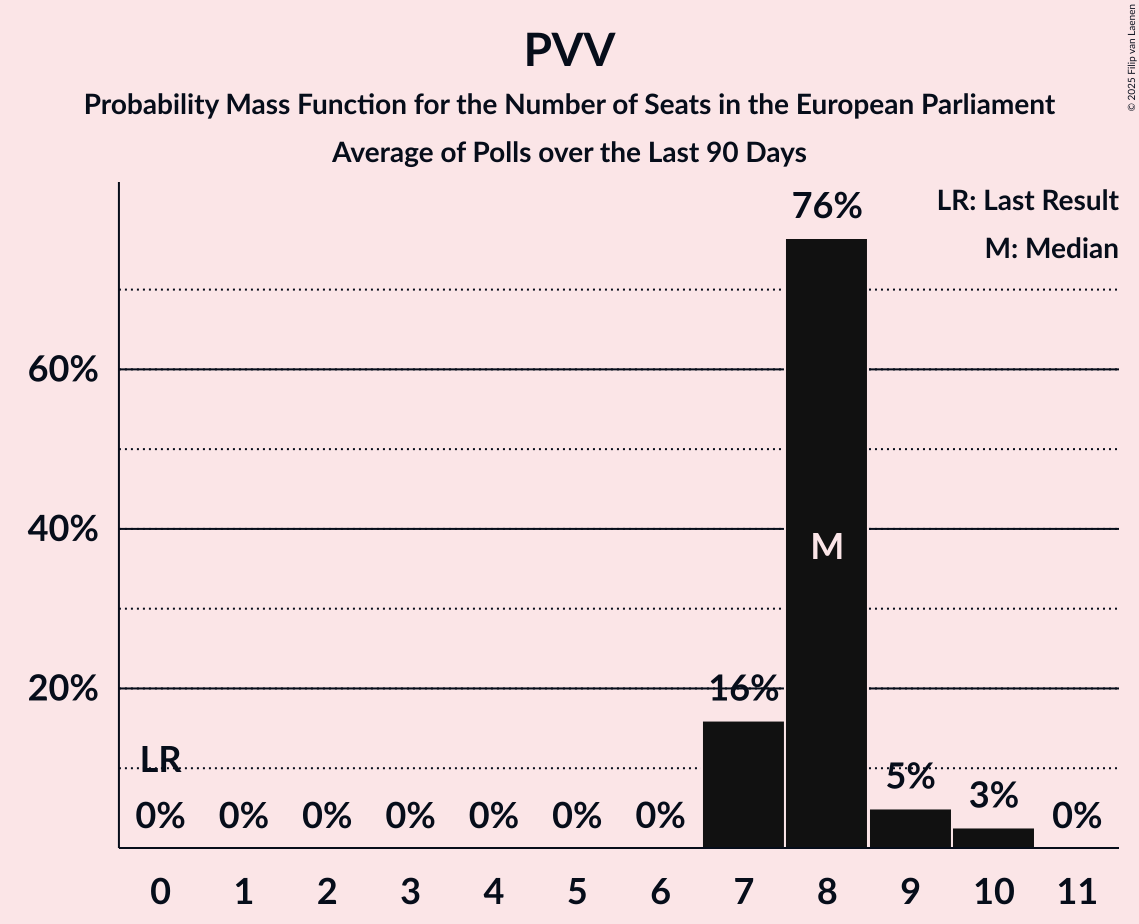 PVV
Probability Mass Function for the Number of Seats in the European Parliament
Average of Polls over the Last 90 Days
© 2025 Filip van Laenen
LR: Last Result
M: Median
76%
60%
40%
M
20%
16%
LR
5%
3%
0% 0% 0% 0% 0% 0% 0% 0%
0 1 2 3 4 5 6 7 8 9 10 11